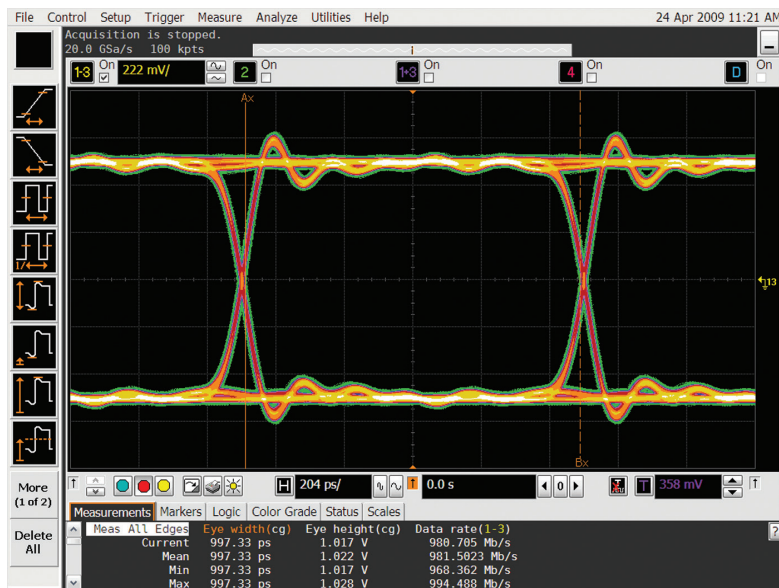 File Control Setup Trigger Measure Analyze Utilities Help 24 Apr 2009 11:21 AM
Acquisition is stopped.
20.0 GSa/s 100 kpts
1-3 On 222 mV/ 2 On 1+3 On 4 On D On
Ax
13
Bx
1/
More
(1 of 2)
Delete
All
H 204 ps/ 0.0 s 0 T 358 mV
Measurements Markers Logic Color Grade Status Scales
Meas All Edges Eye width(cg) Eye height(cg) Data rate(1-3)
Current 997.33 ps 1.017 V 980.705 Mb/s
Mean 997.33 ps 1.022 V 981.5023 Mb/s
Min 997.33 ps 1.017 V 968.362 Mb/s
Max 997.33 ps 1.028 V 994.488 Mb/s
?